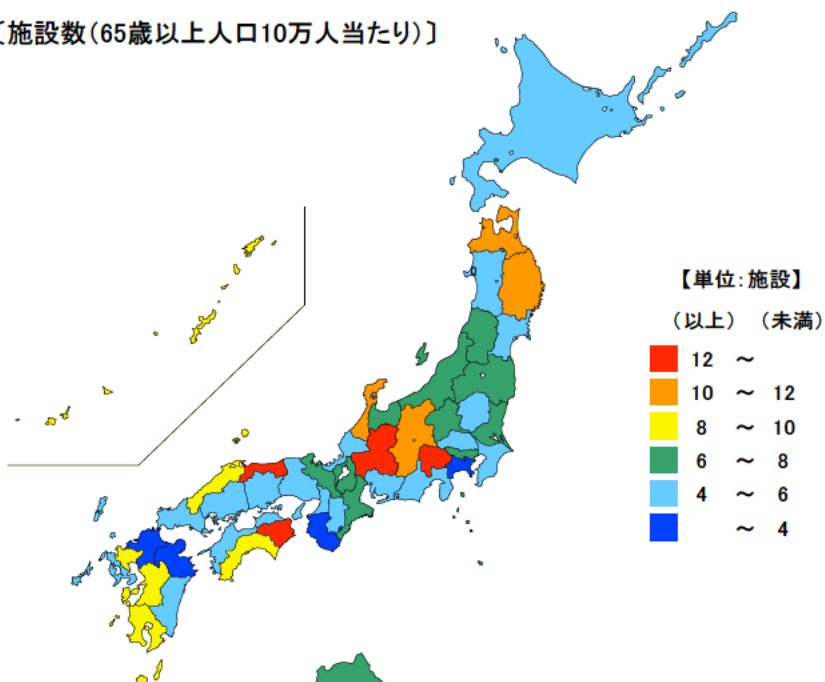 〔施設数（65歳以上人口10万人当たり）〕
【単位：施設】
（以上） （未満）
12 ～
10 ～ 12
8 ～ 10
6 ～ 8
4 ～ 6
～ 4